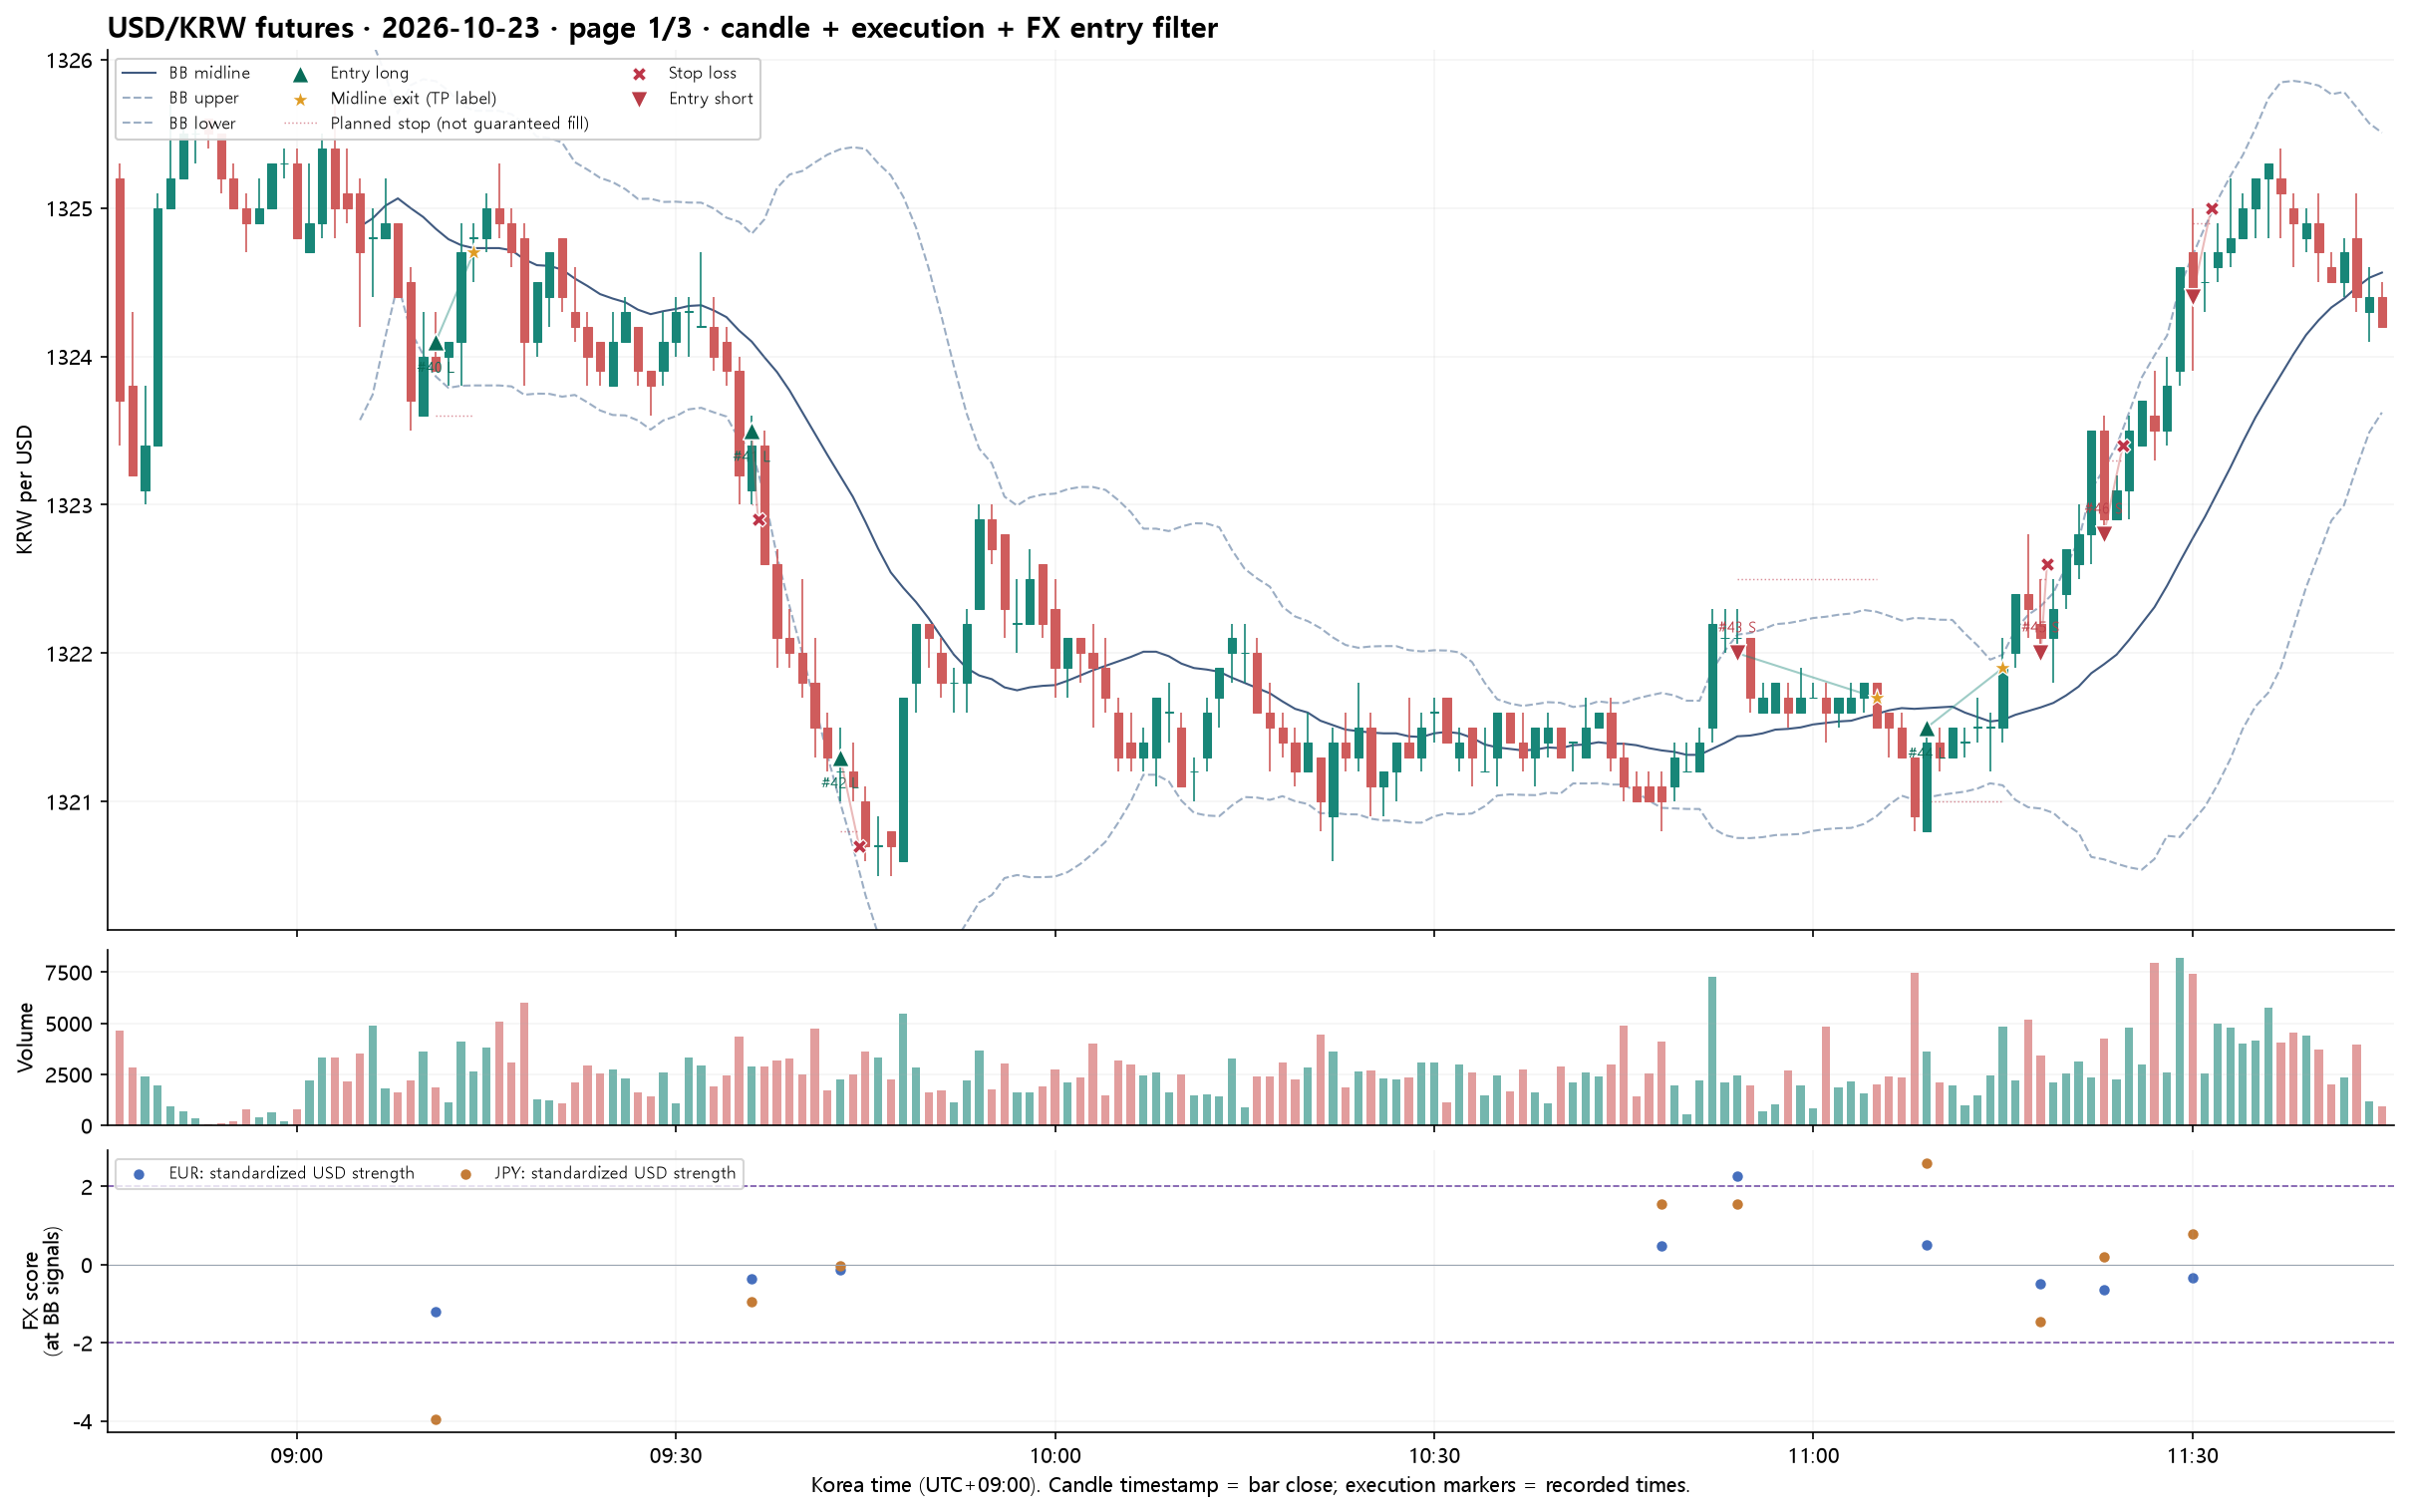 USD/KRW futures · 2026-10-23 · page 1/3 · candle + execution + FX entry filter
BB midline
BB upper
BB lower
Entry long
Midline exit (TP label)
Planned stop (not guaranteed fill)
Stop loss
Entry short
KRW per USD
1326
1325
1324
1323
1322
1321
#40 L
#42
#43 S
Volume
7500
5000
2500
0
EUR: standardized USD strength
JPY: standardized USD strength
FX score
(at BB signals)
2
0
-2
-4
09:00
09:30
10:00
10:30
11:00
11:30
Korea time (UTC+09:00). Candle timestamp = bar close; execution markers = recorded times.